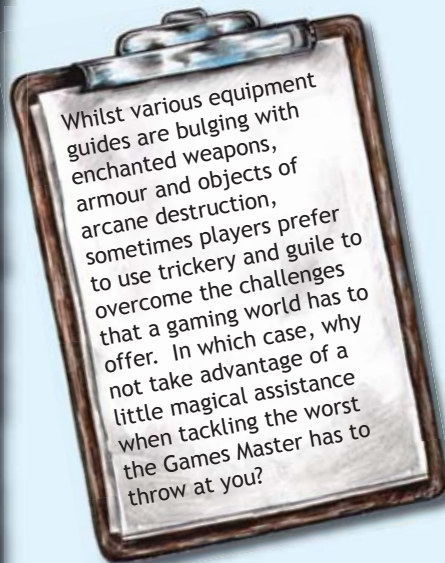 Whilst various equipment
guides are bulging with
enchanted weapons,
armour and objects of
arcane destruction,
sometimes players prefer
to use trickery and guile to
overcome the challenges
that a gaming world has to
offer.  In which case, why
not take advantage of a
little magical assistance
when tackling the worst
the Games Master has to
throw at you?